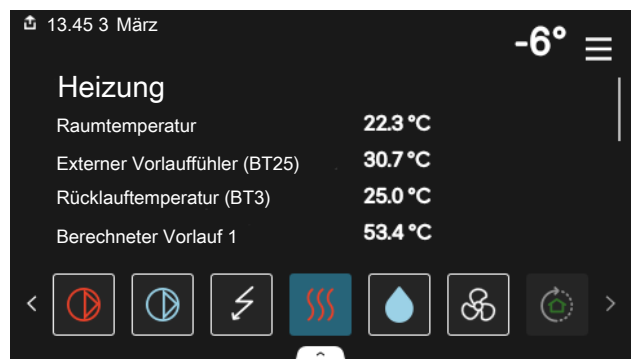 13.45 3 März
-6°
Heizung
Raumtemperatur 22.3 °C
Externer Vorlauffühler (BT25) 30.7 °C
Rücklauftemperatur (BT3) 25.0 °C
Berechneter Vorlauf 1 53.4 °C